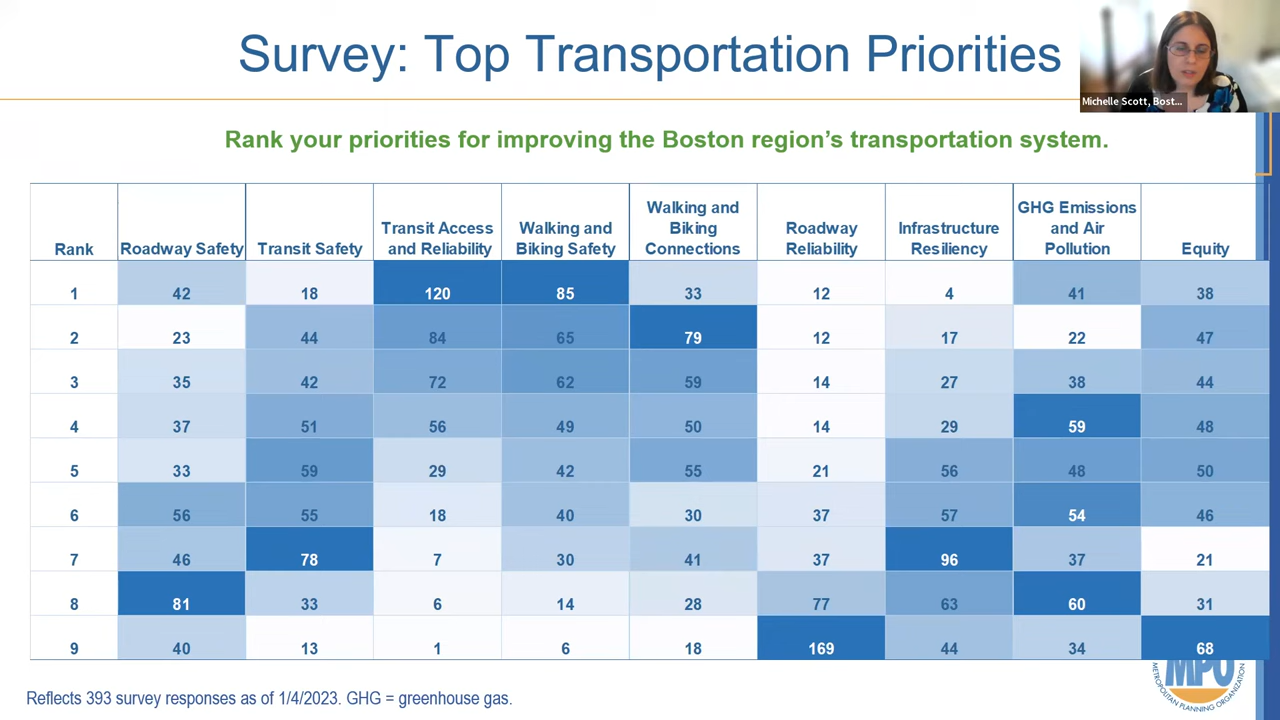 Survey: Top Transportation Priorities
Michelle Scott, Bost...
Rank your priorities for improving the Boston region's transportation system.
Rank Roadway Safety Transit Safety Transit Access and Reliability Walking and Biking Safety Walking and Biking Connections Roadway Reliability Infrastructure Resiliency GHG Emissions and Air Pollution Equity
1 42 18 120 85 33 12 4 41 38
2 23 44 84 65 79 12 17 22 47
3 35 42 72 62 59 14 27 38 44
4 37 51 56 49 50 14 29 59 48
5 33 59 29 42 55 21 56 48 50
6 56 55 18 40 30 37 57 54 46
7 46 78 7 30 41 37 96 37 21
8 81 33 6 14 28 77 63 60 31
9 40 13 1 6 18 169 44 34 68
MPO
METROPOLITAN PLANNING ORGANIZATION
Reflects 393 survey responses as of 1/4/2023. GHG = greenhouse gas.